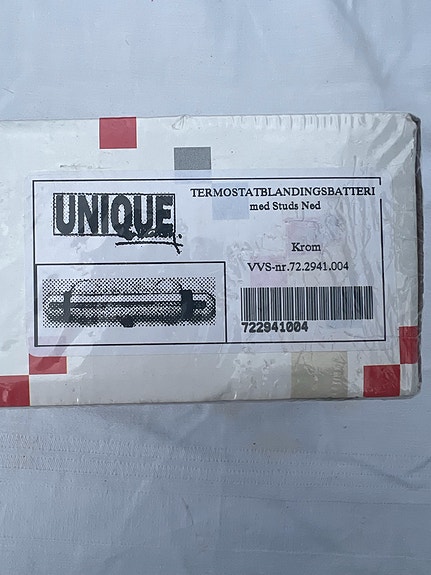 UNIQUE
TERMOSTATBLANDINGSBATTERI
med Studs Ned
Krom
VVS-nr.72.2941.004
722941004